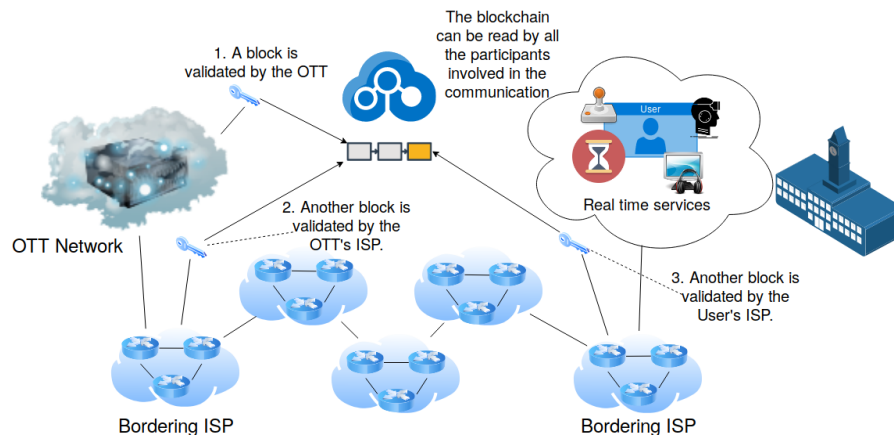 1. A block is
validated by the OTT
The blockchain
can be read by all
the participants
involved in the
communication
User
Real time services
OTT Network
2. Another block is
validated by the
OTT's ISP.
3. Another block is
validated by the
User's ISP.
Bordering ISP
Bordering ISP